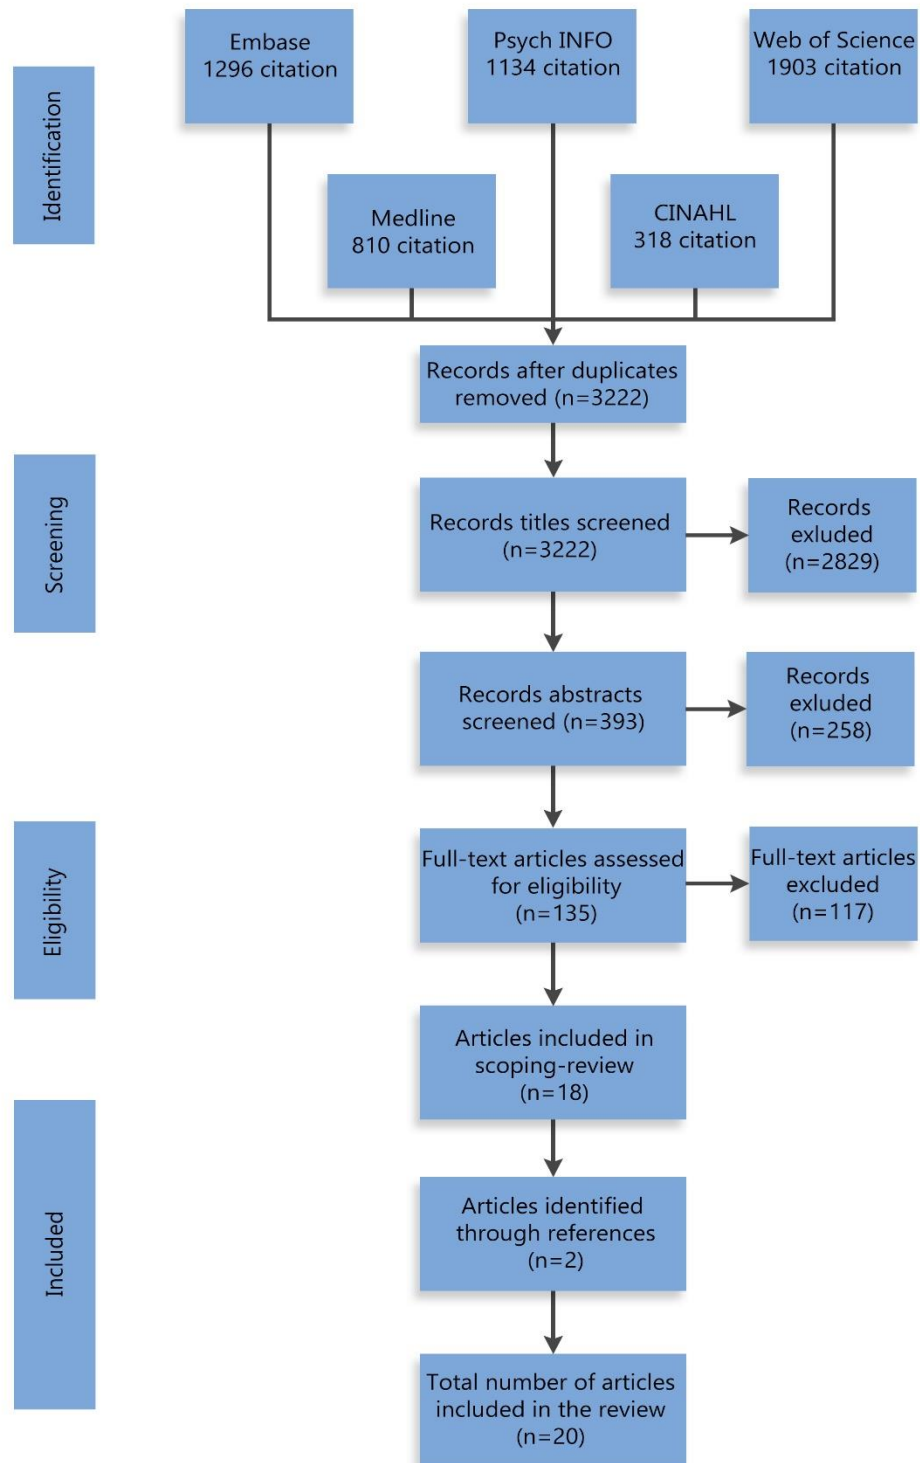 Embase
1296 citation
Psych INFO
1134 citation
Web of Science
1903 citation
Identification
Medline
810 citation
CINAHL
318 citation
Records after duplicates
removed (n=3222)
Screening
Records titles screened
(n=3222)
Records
exluded
(n=2829)
Records abstracts
screened (n=393)
Records
exluded
(n=258)
Eligibility
Full-text articles assessed
for eligibility
(n=135)
Full-text articles
excluded
(n=117)
Articles included in
scoping-review
(n=18)
Included
Articles identified
through references
(n=2)
Total number of articles
included in the review
(n=20)